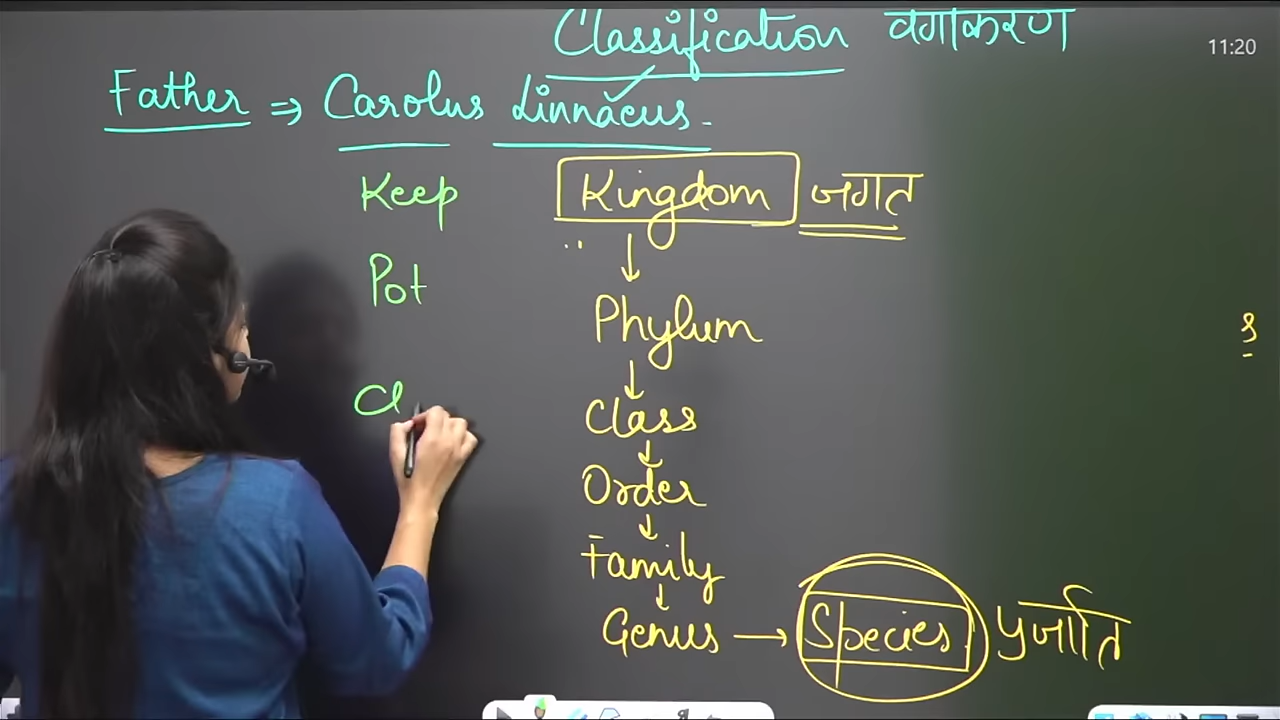 Classification वर्गीकरण
11:20
Father ⇒ Carolus Linnaeus.
Keep
Kingdom जगत
↓
Pot
Phylum
↓
Cl
Class
↓
Order
↓
Family
↓
Genus → Species प्रजाति